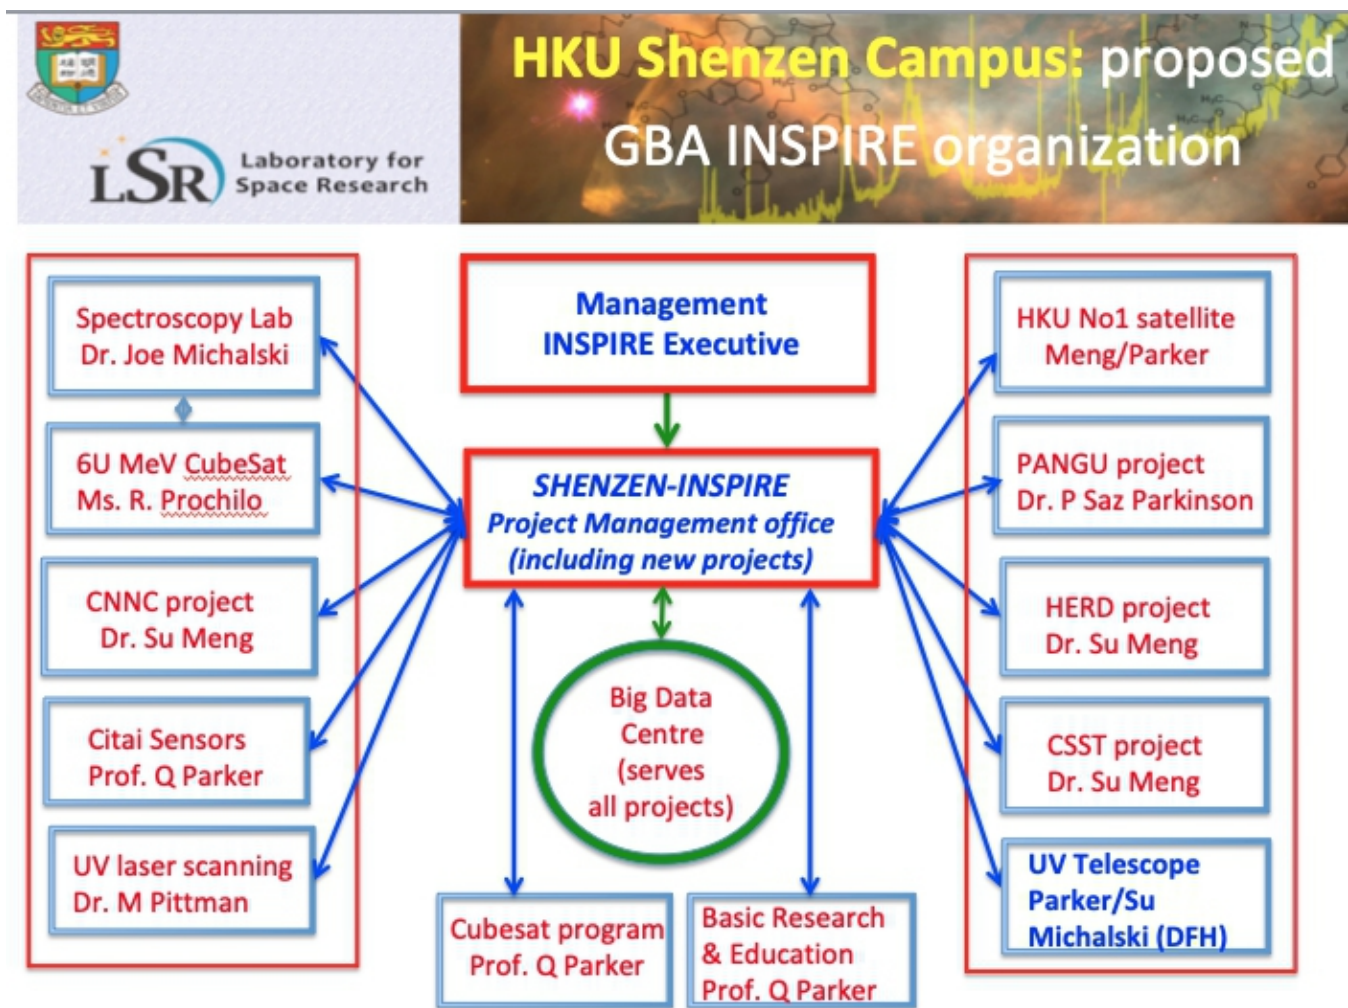 HKU Shenzen Campus: proposed
GBA INSPIRE organization
LSR
Laboratory for
Space Research
Spectroscopy Lab
Dr. Joe Michalski
6U MeV CubeSat
Ms. R. Prochilo
CNNC project
Dr. Su Meng
Citai Sensors
Prof. Q Parker
UV laser scanning
Dr. M Pittman
Management
INSPIRE Executive
SHENZEN-INSPIRE
Project Management office
(including new projects)
Big Data
Centre
(serves
all projects)
Cubesat program
Prof. Q Parker
Basic Research
& Education
Prof. Q Parker
HKU No1 satellite
Meng/Parker
PANGU project
Dr. P Saz Parkinson
HERD project
Dr. Su Meng
CSST project
Dr. Su Meng
UV Telescope
Parker/Su
Michalski (DFH)